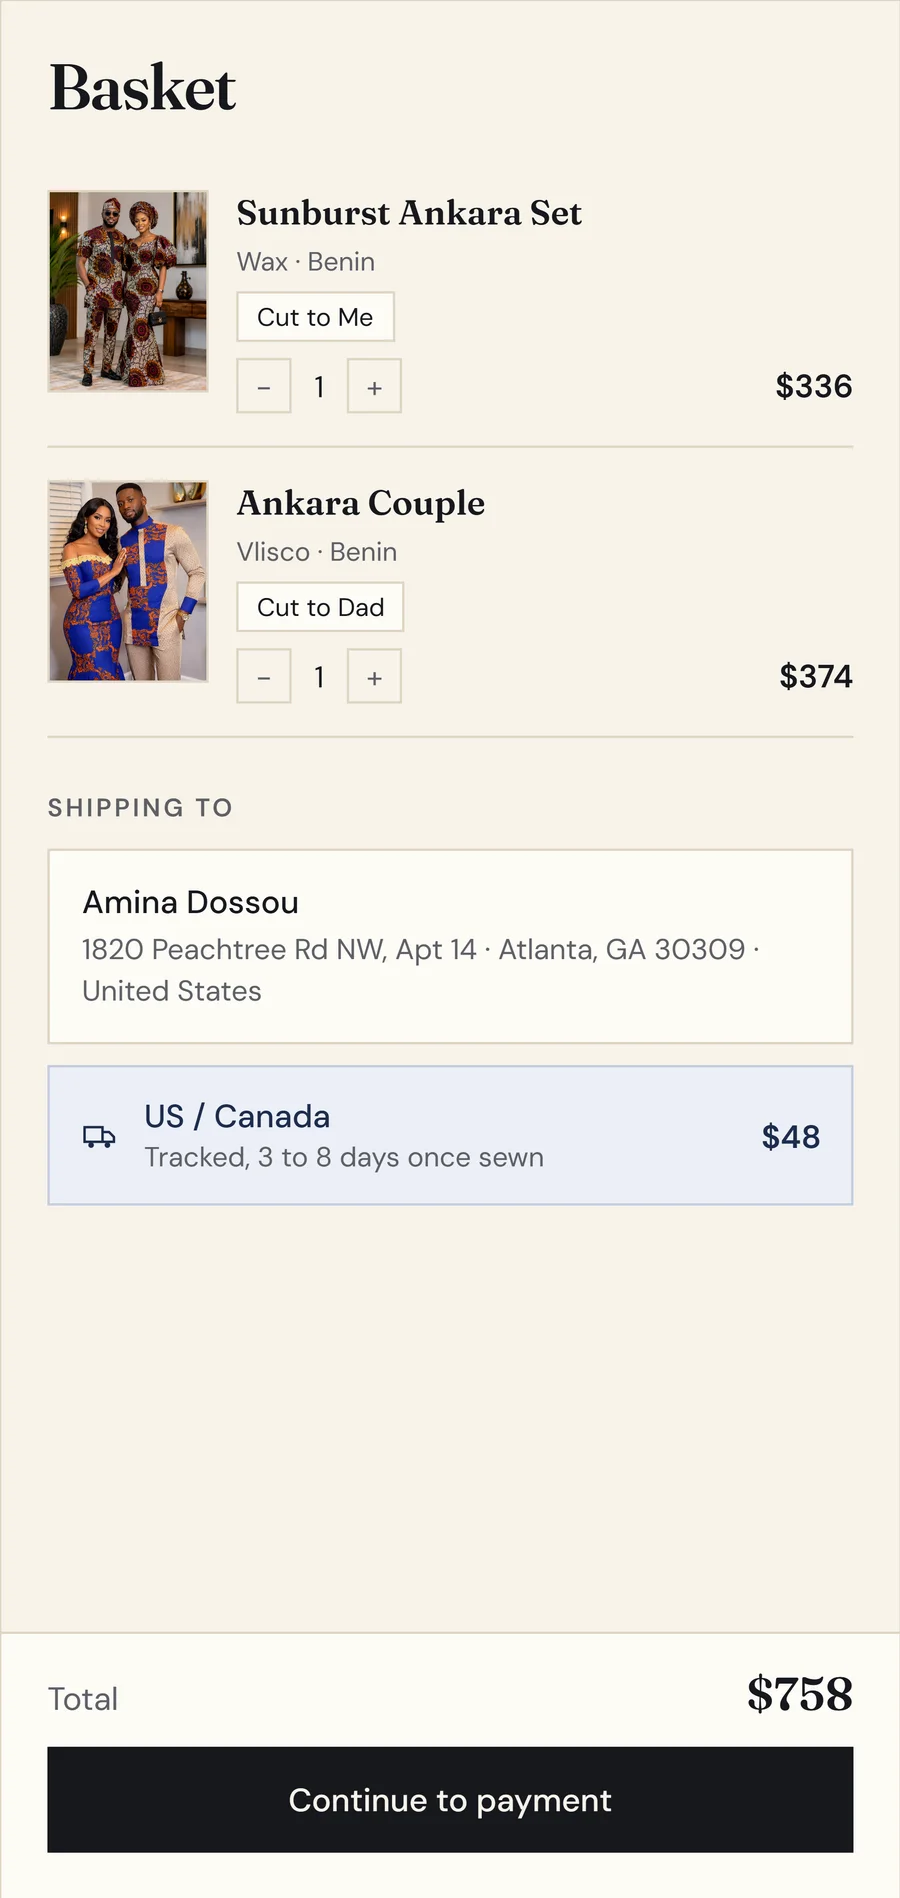 Basket
Sunburst Ankara Set
Wax · Benin
Cut to Me
− 1 +
$336
Ankara Couple
Vlisco · Benin
Cut to Dad
− 1 +
$374
SHIPPING TO
Amina Dossou
1820 Peachtree Rd NW, Apt 14 · Atlanta, GA 30309 ·
United States
US / Canada
Tracked, 3 to 8 days once sewn
$48
Total
$758
Continue to payment